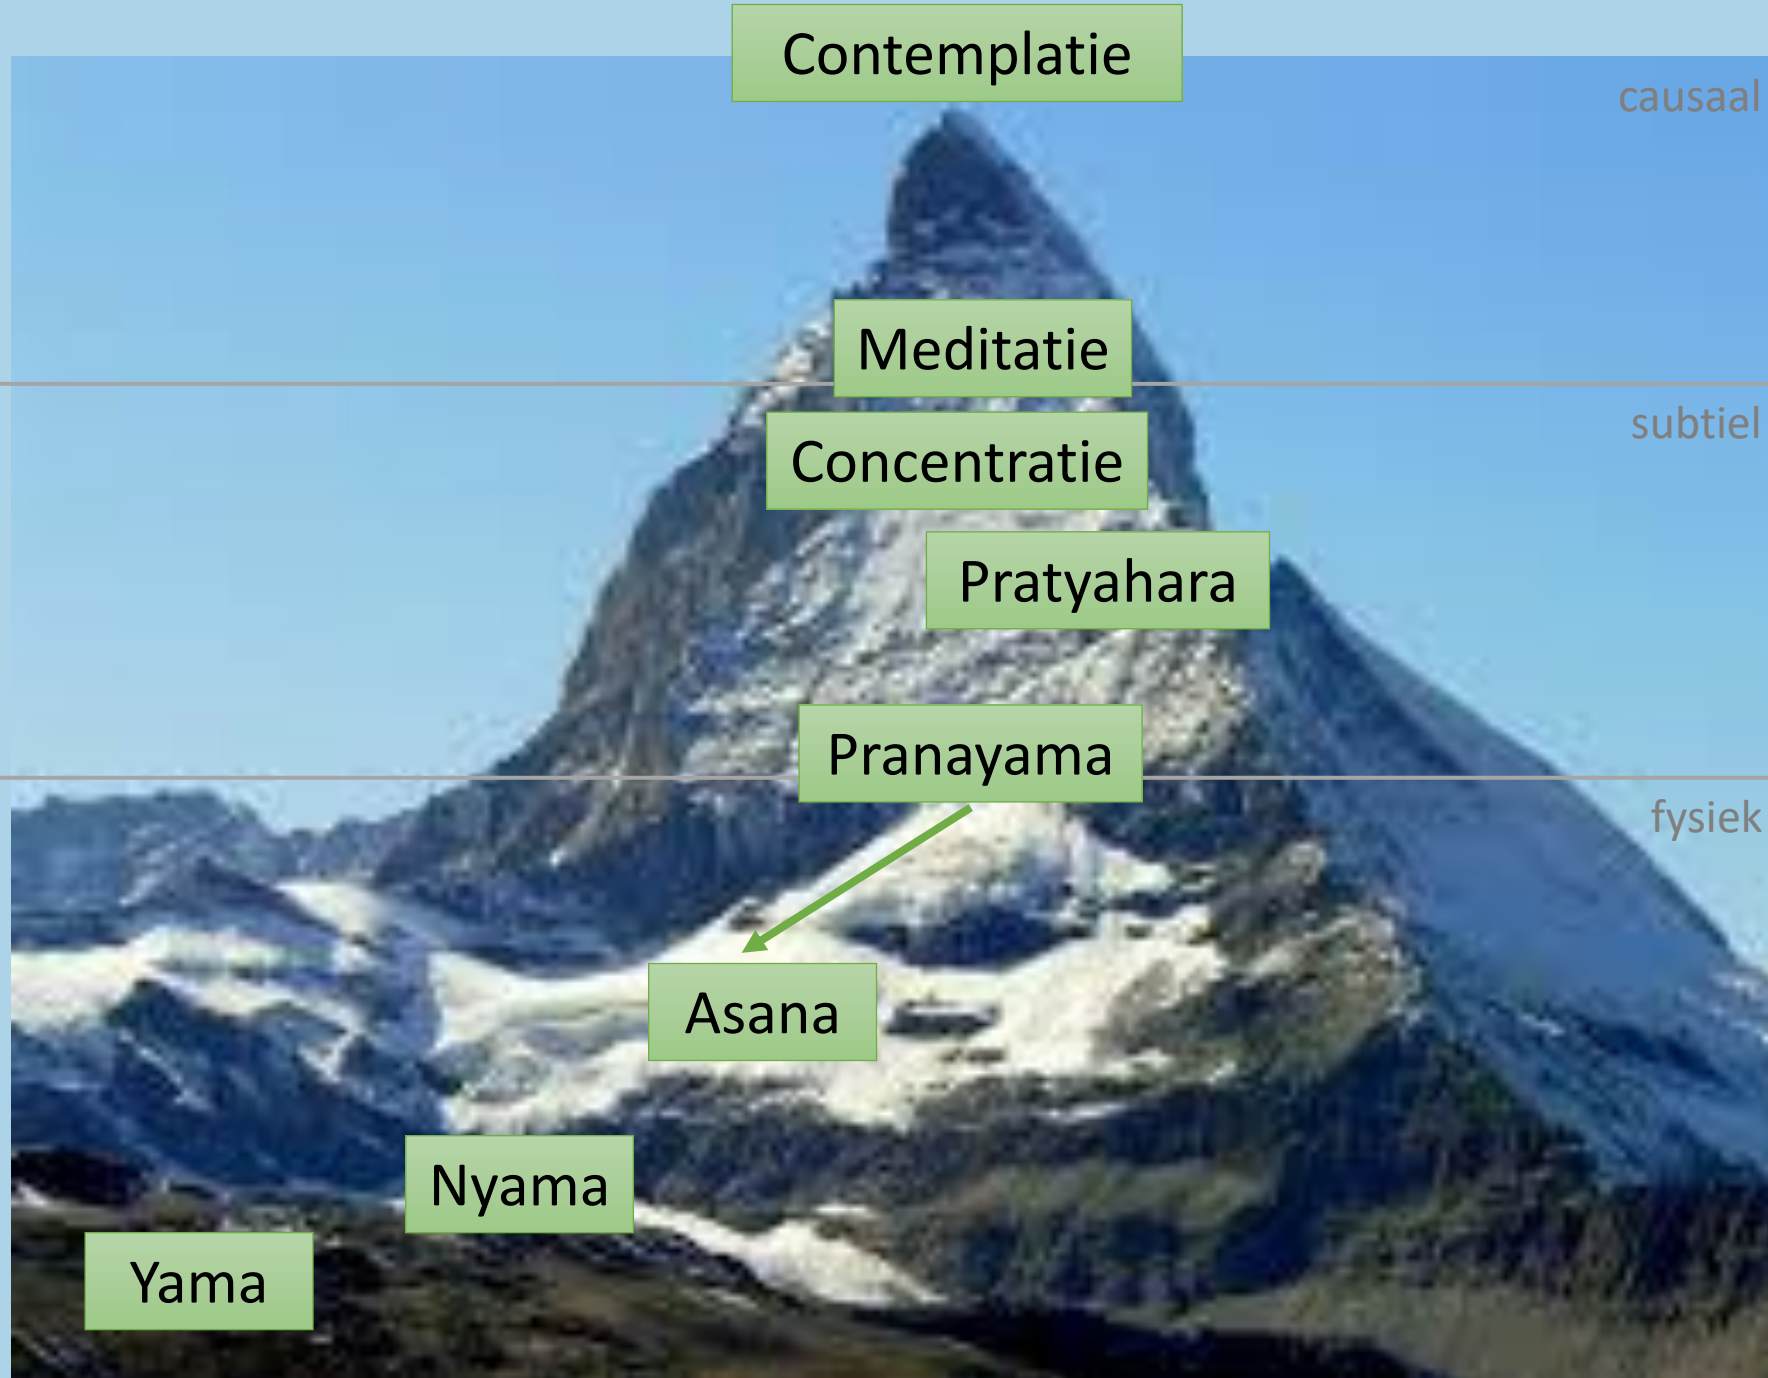 Contemplatie
causaal
Meditatie
subtiel
Concentratie
Pratyahara
Pranayama
fysiek
Asana
Nyama
Yama